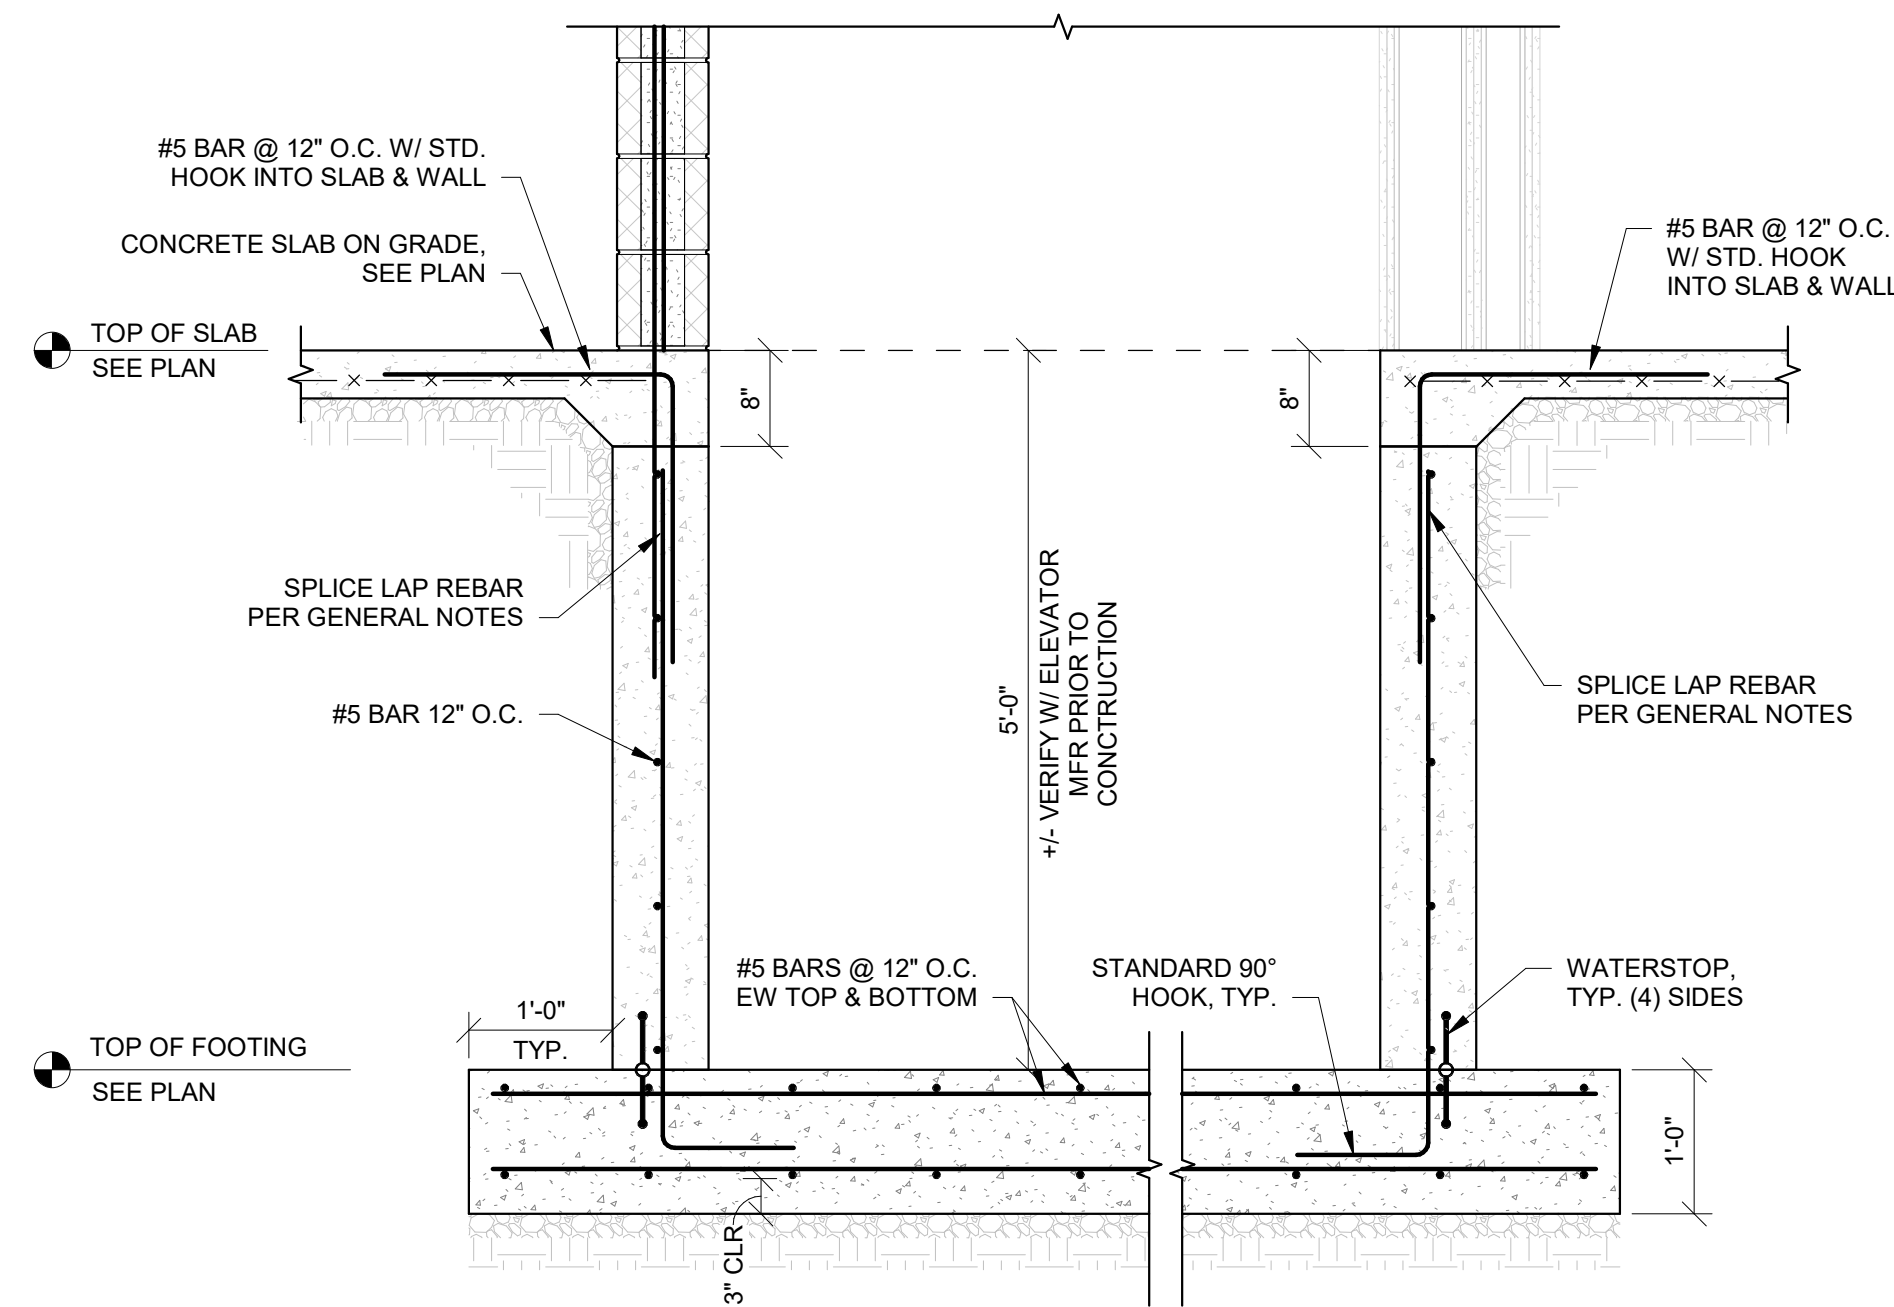 #5 BAR @ 12" O.C. W/ STD.
HOOK INTO SLAB & WALL
CONCRETE SLAB ON GRADE,
SEE PLAN
#5 BAR @ 12" O.C.
W/ STD. HOOK
INTO SLAB & WALL
TOP OF SLAB
SEE PLAN
8"
8"
SPLICE LAP REBAR
PER GENERAL NOTES
5'-0"
+/- VERIFY W/ ELEVATOR
MFR PRIOR TO
CONCTRUCTION
SPLICE LAP REBAR
PER GENERAL NOTES
#5 BAR 12" O.C.
#5 BARS @ 12" O.C.
EW TOP & BOTTOM
STANDARD 90°
HOOK, TYP.
WATERSTOP,
TYP. (4) SIDES
1'-0"
TYP.
TOP OF FOOTING
SEE PLAN
1'-0"
3" CLR